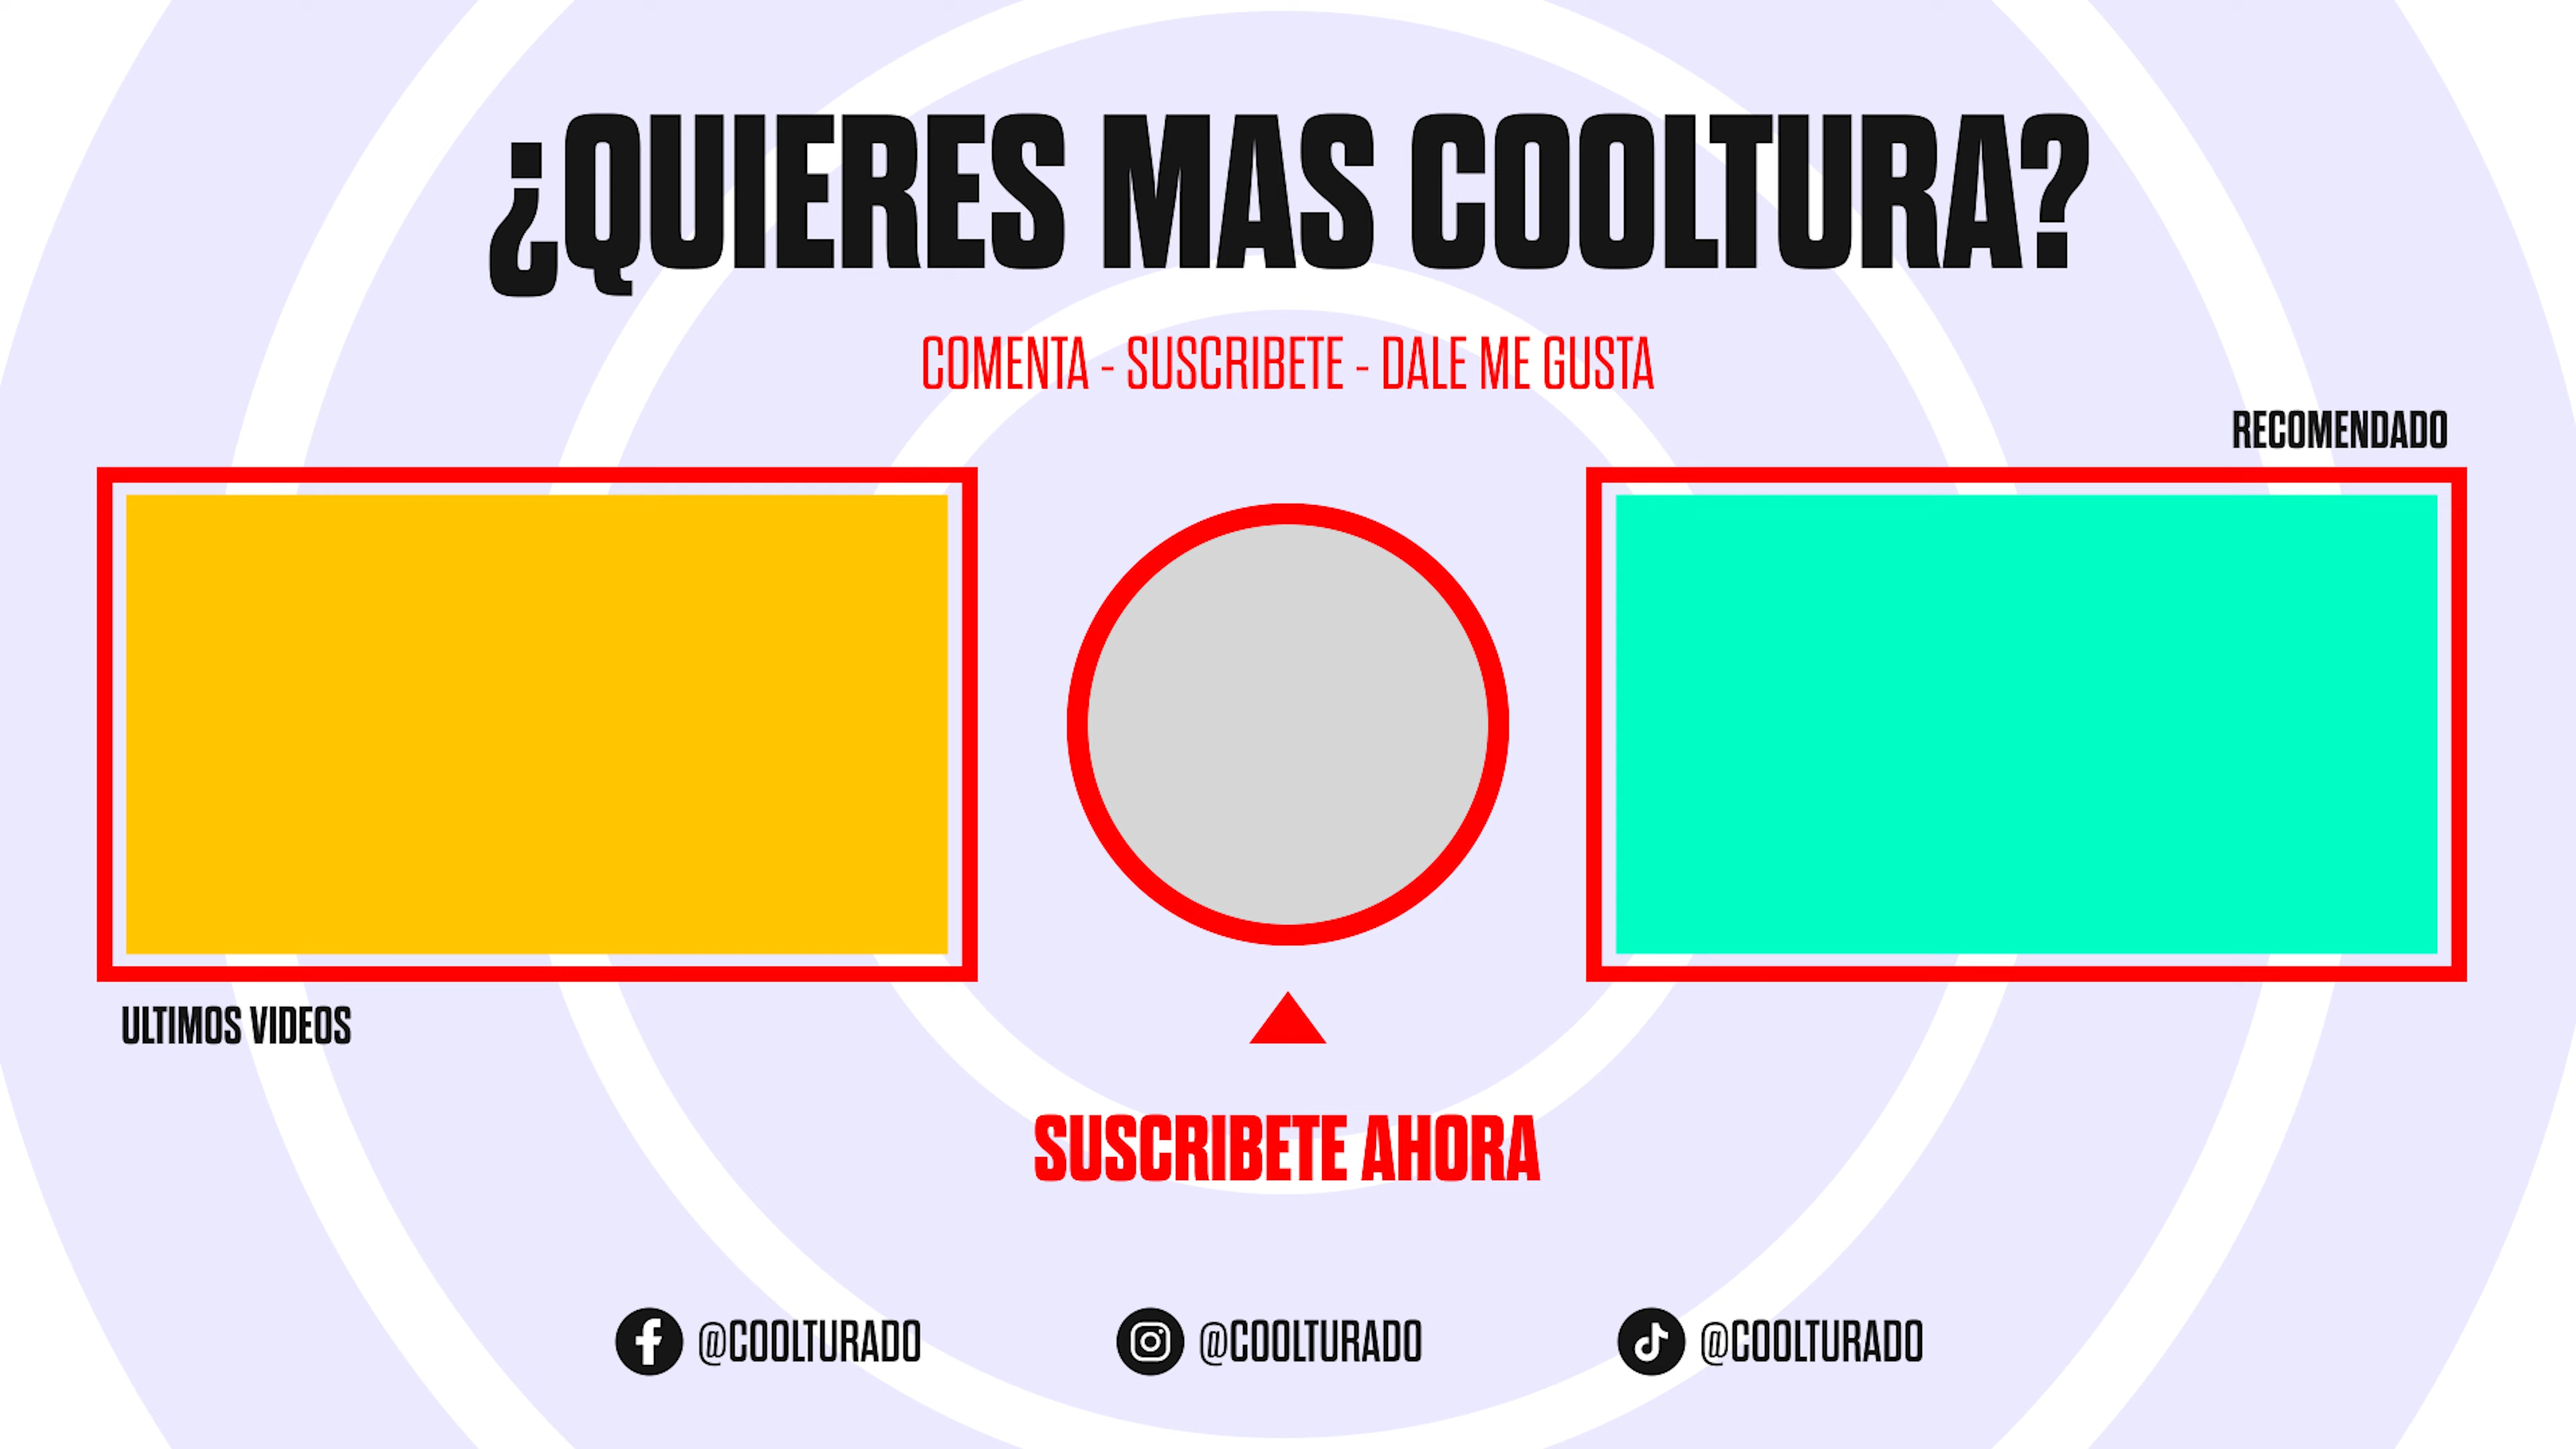 ¿QUIERES MAS COOLTURA?
COMENTA - SUSCRIBETE - DALE ME GUSTA
RECOMENDADO
ULTIMOS VIDEOS
SUSCRIBETE AHORA
@COOLTURADO
@COOLTURADO
@COOLTURADO